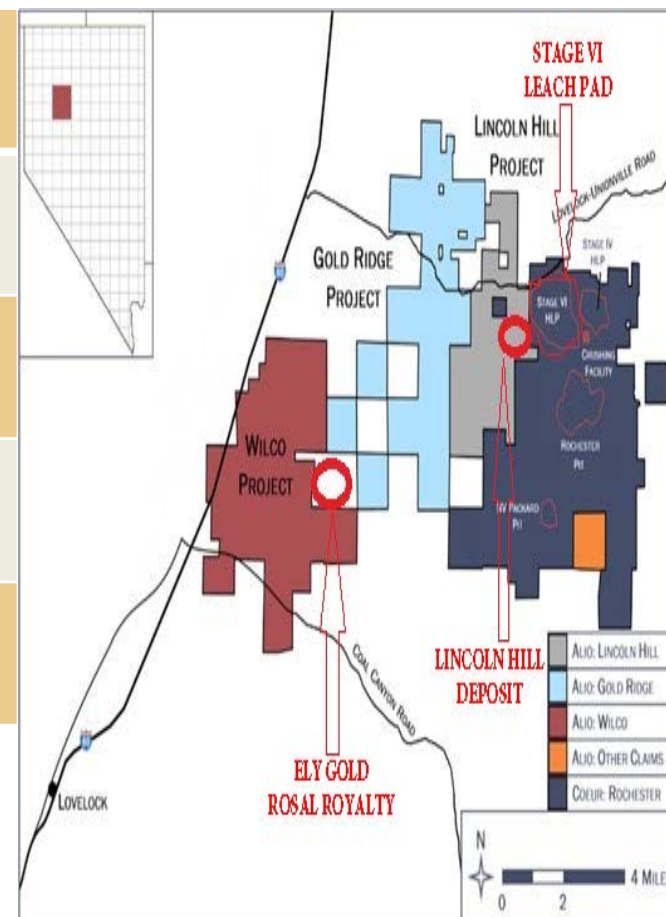 STAGE VI
LEACH PAD
LINCOLN HILL
PROJECT
LOVELOCK-UNIONVILLE ROAD
STAGE IV
HLP
GOLD RIDGE
PROJECT
STAGE VI
HLP
CRUSHING
FACILITY
ROCHESTER
PIT
WILCO
PROJECT
NV PACKARD
PIT
COAL CANYON ROAD
LINCOLN HILL
DEPOSIT
ELY GOLD
ROSAL ROYALTY
LOVELOCK
ALIO: LINCOLN HILL
ALIO: GOLD RIDGE
ALIO: WILCO
ALIO: OTHER CLAIMS
COEUR: ROCHESTER
N
4 MILE
0 2